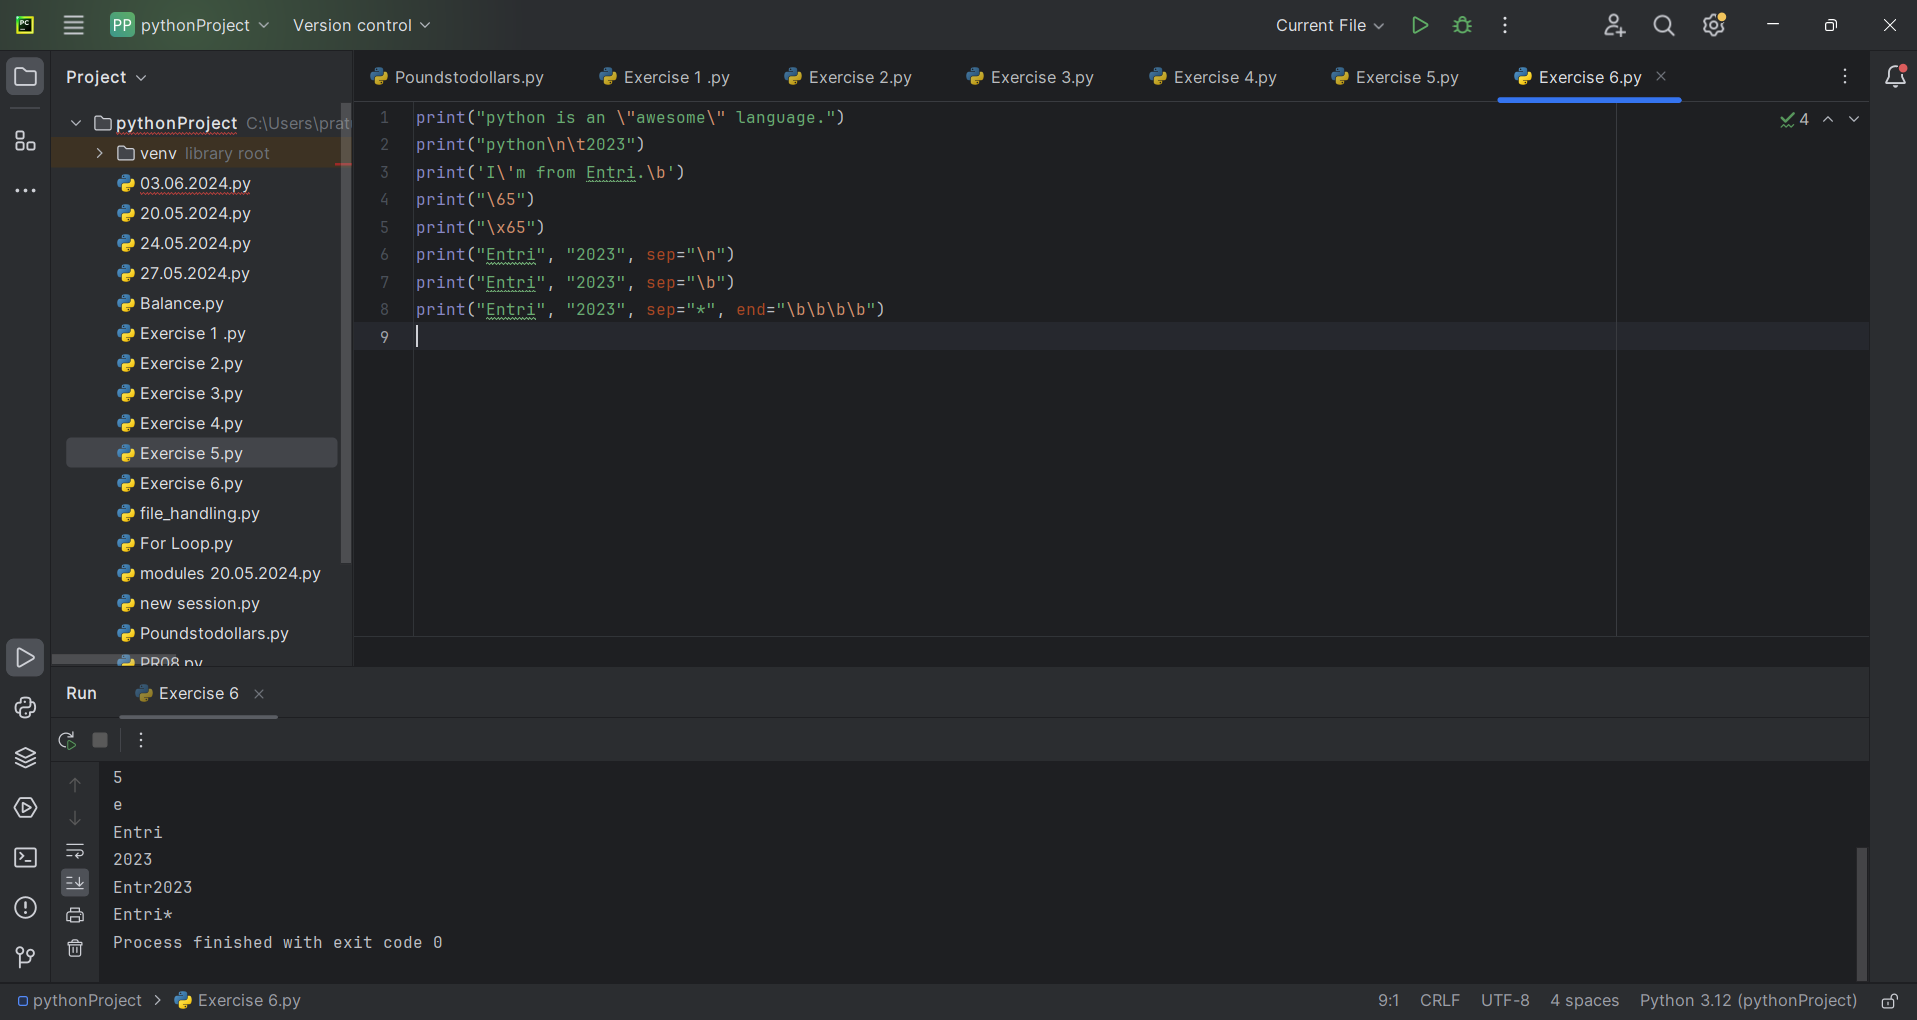 PC
PP pythonProject Version control Current File
Project Poundstodollars.py Exercise 1 .py Exercise 2.py Exercise 3.py Exercise 4.py Exercise 5.py Exercise 6.py
pythonProject C:\Users\prat
venv library root
03.06.2024.py
20.05.2024.py
24.05.2024.py
27.05.2024.py
Balance.py
Exercise 1 .py
Exercise 2.py
Exercise 3.py
Exercise 4.py
Exercise 5.py
Exercise 6.py
file_handling.py
For Loop.py
modules 20.05.2024.py
new session.py
Poundstodollars.py
PR08.py
1 print("python is an \"awesome\" language.")
2 print("python\n\t2023")
3 print('I\'m from Entri.\b')
4 print("\65")
5 print("\x65")
6 print("Entri", "2023", sep="\n")
7 print("Entri", "2023", sep="\b")
8 print("Entri", "2023", sep="*", end="\b\b\b\b")
9
4
Run Exercise 6
5
e
Entri
2023
Entr2023
Entri*
Process finished with exit code 0
pythonProject > Exercise 6.py 9:1 CRLF UTF-8 4 spaces Python 3.12 (pythonProject)